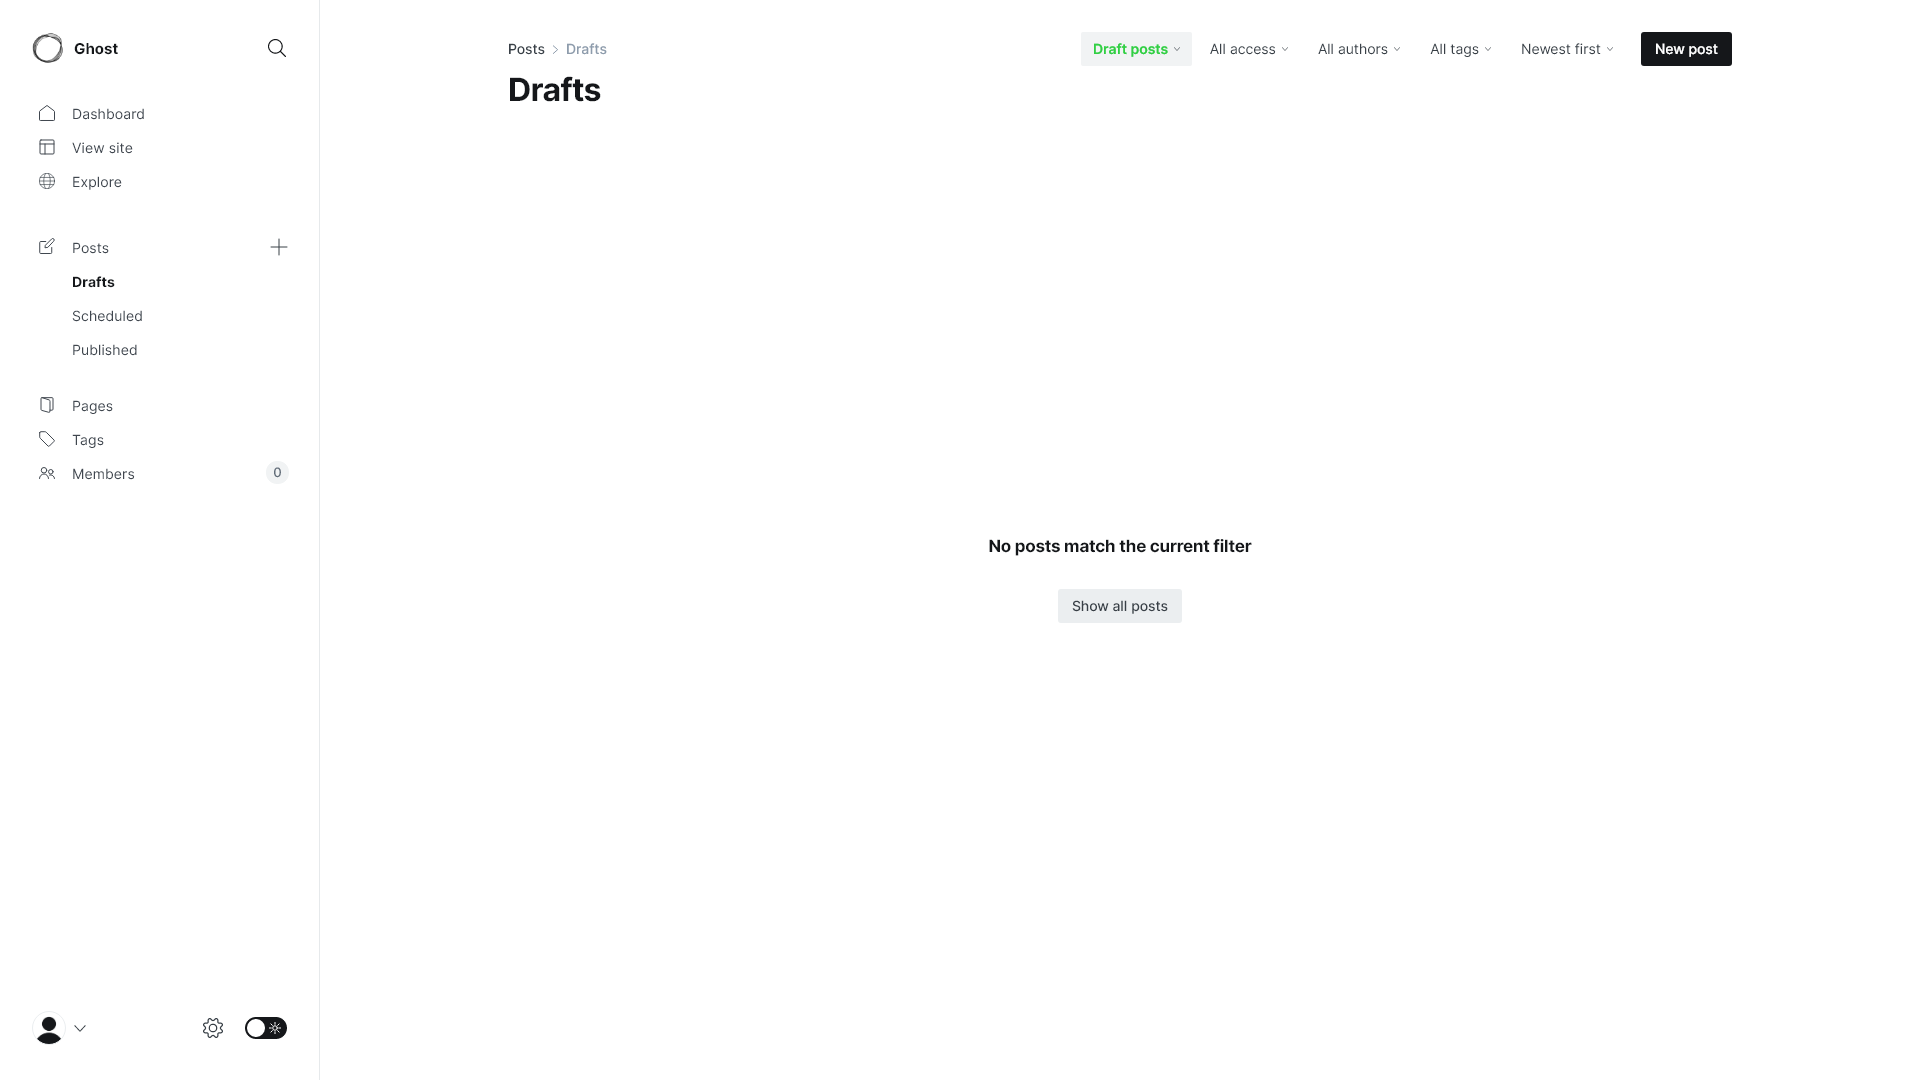 Ghost
Dashboard
View site
Explore
Posts
Drafts
Scheduled
Published
Pages
Tags
Members 0
Posts Drafts
Drafts
Draft posts All access All authors All tags Newest first New post
No posts match the current filter
Show all posts